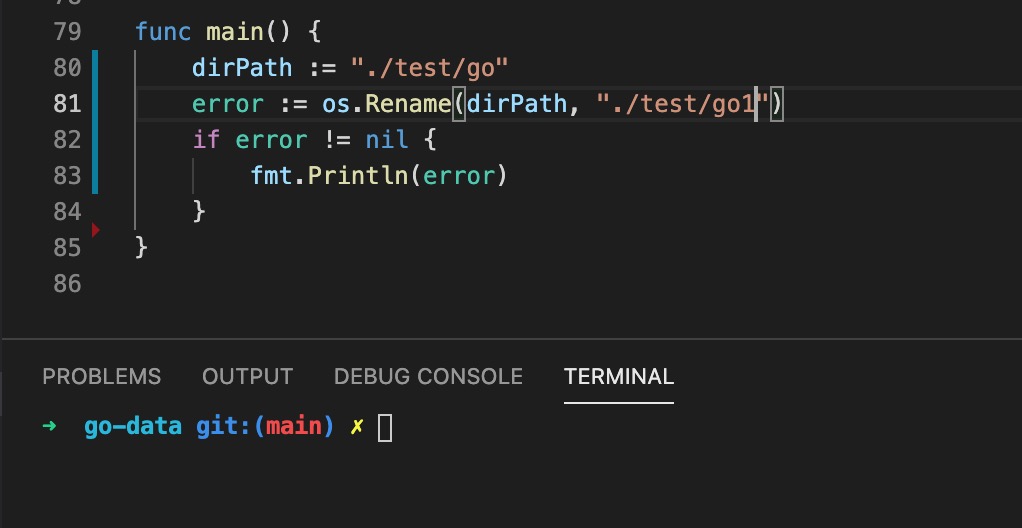 79 func main() {
80 dirPath := "./test/go"
81 error := os.Rename(dirPath, "./test/go1")
82 if error != nil {
83 fmt.Println(error)
84 }
85 }
86
PROBLEMS OUTPUT DEBUG CONSOLE TERMINAL
➜ go-data git:(main) ✗